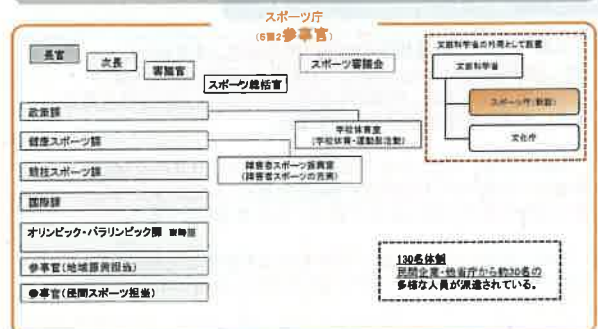 スポーツ庁
(5課2参事官)
長官
次長
審議官
スポーツ総括官
スポーツ審議会
文部科学省の外局として設置
文部科学省
スポーツ庁(新設)
文化庁
政策課
学校体育室
(学校体育・運動部活動)
健康スポーツ課
障害者スポーツ振興室
(障害者スポーツの充実)
競技スポーツ課
国際課
オリンピック・パラリンピック課 時限
参事官(地域振興担当)
参事官(民間スポーツ担当)
130名体制
民間企業・他省庁から約30名の
多様な人員が派遣されている。